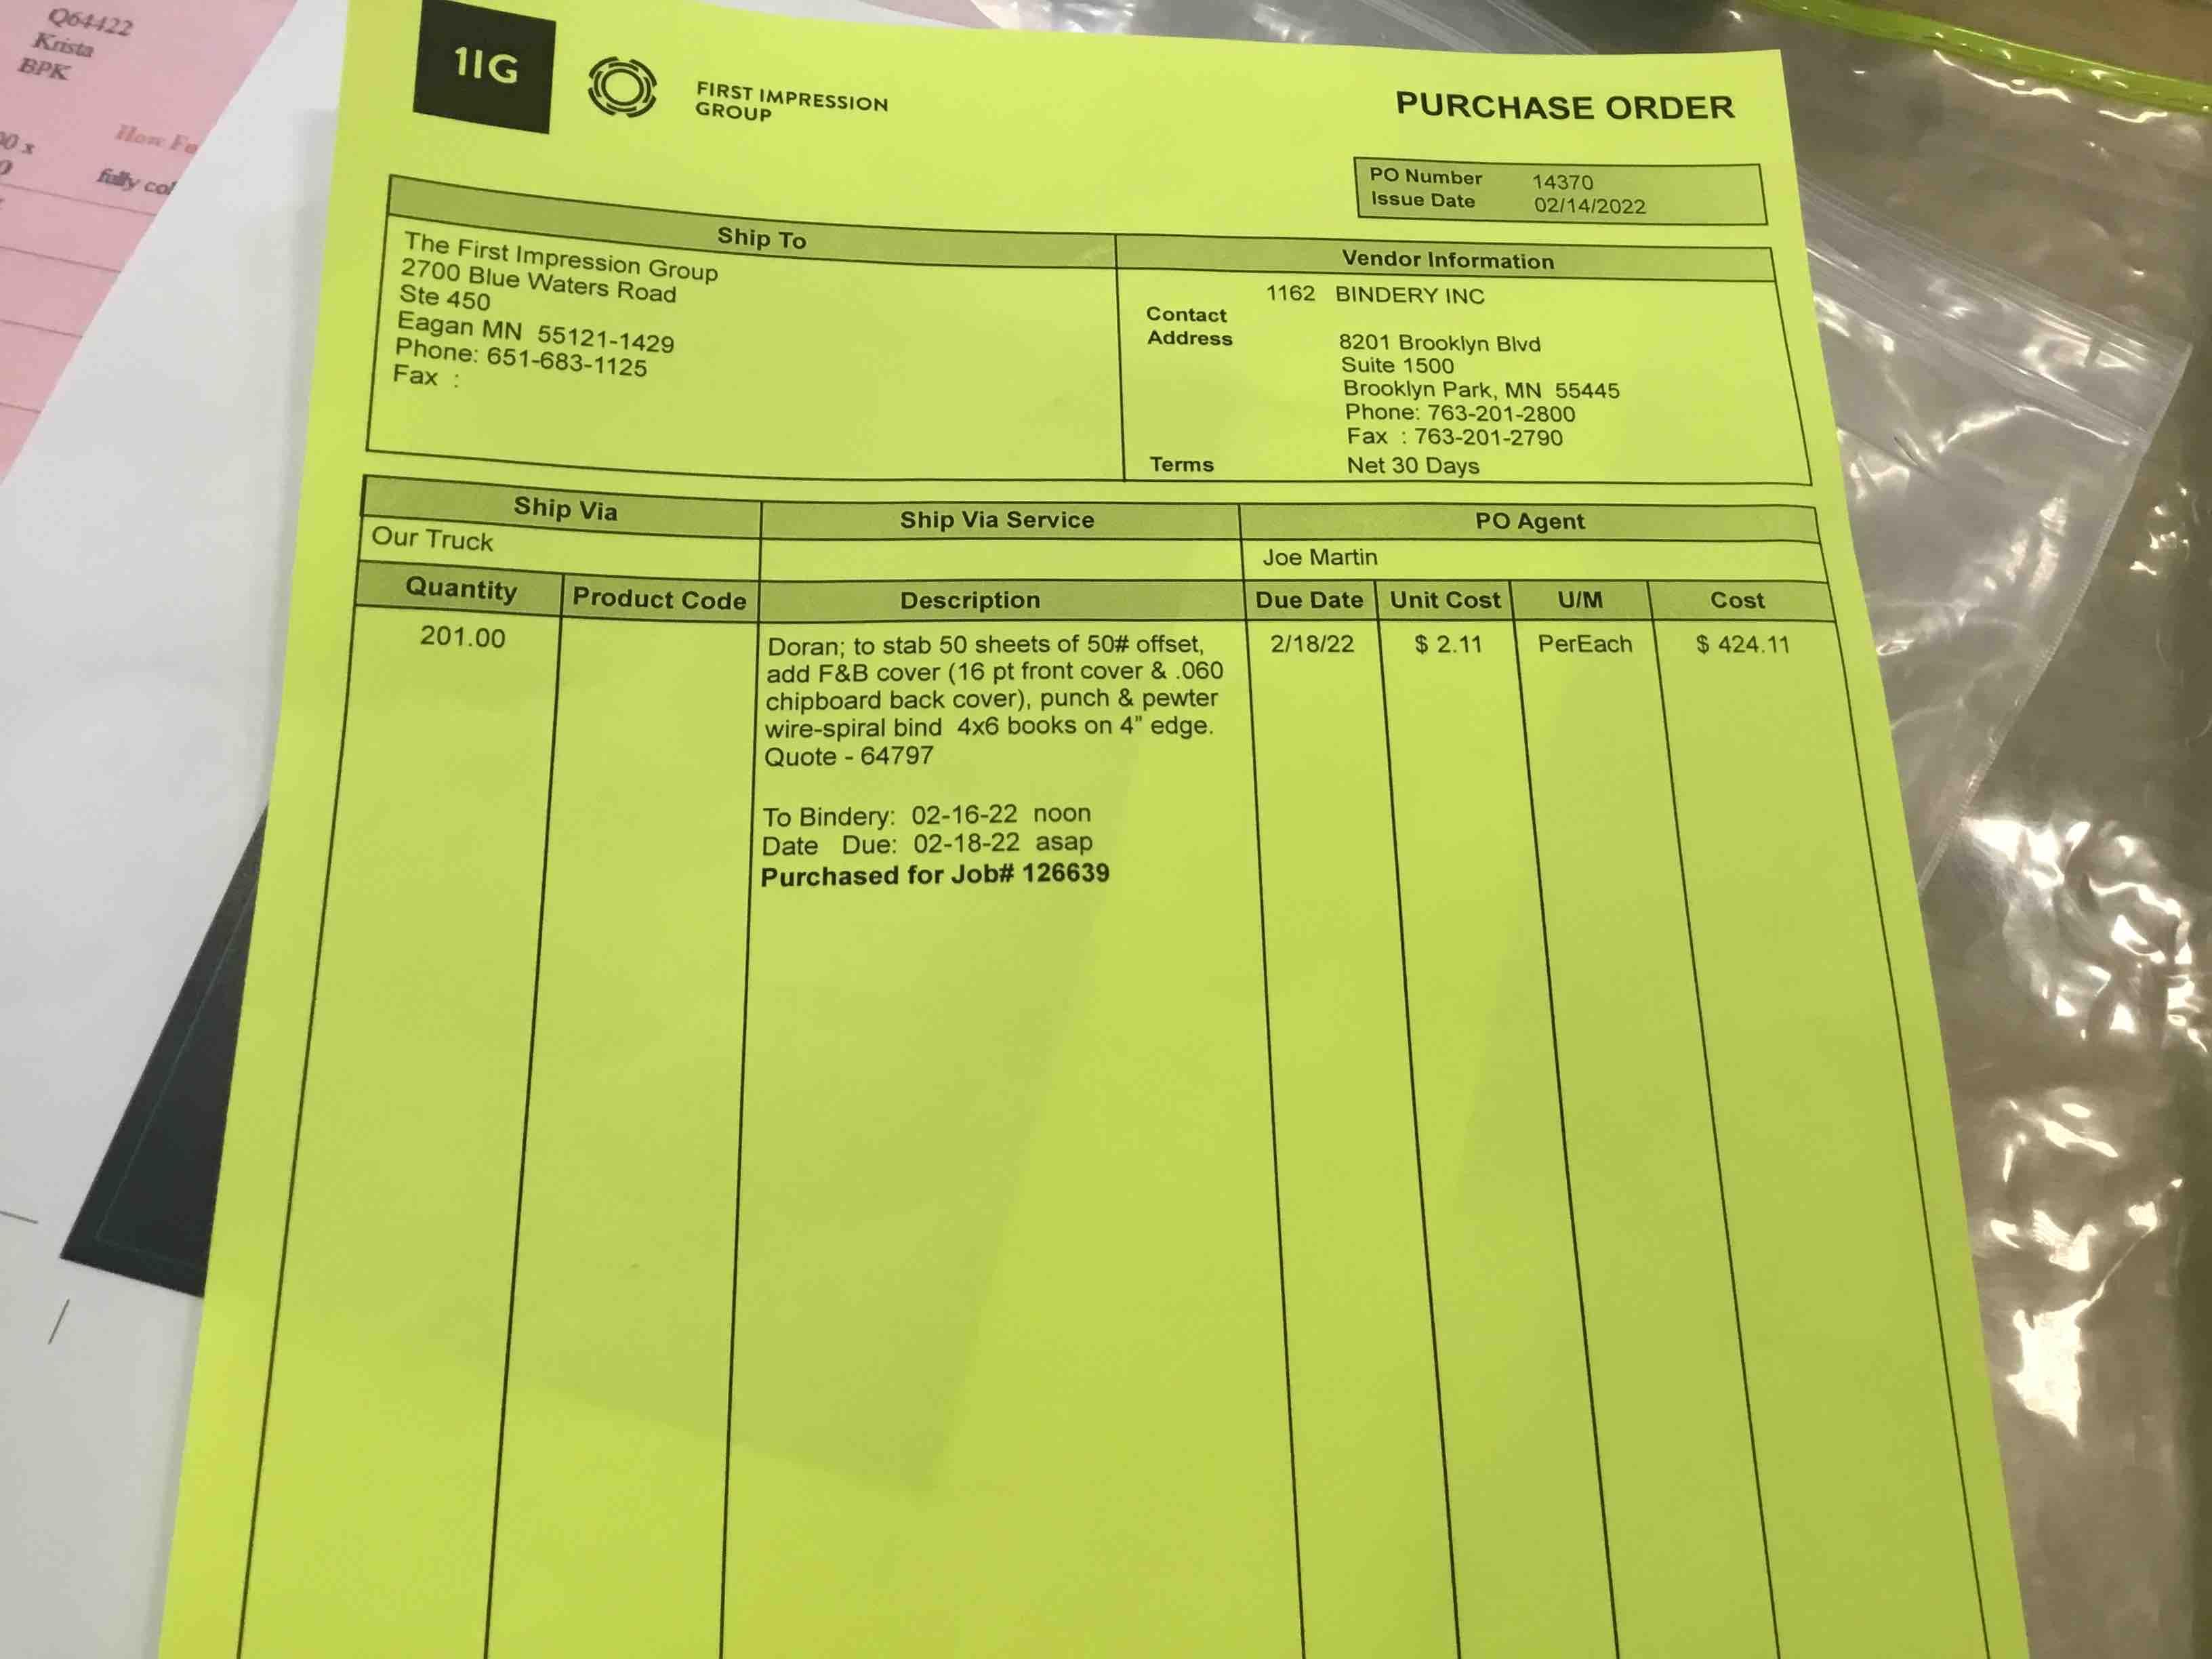 Q64422
Krista
BPK
How Fo
fully col
1IG
FIRST IMPRESSION
GROUP
PURCHASE ORDER
PO Number 14370
Issue Date 02/14/2022
Ship To
The First Impression Group
2700 Blue Waters Road
Ste 450
Eagan MN 55121-1429
Phone: 651-683-1125
Fax :
Vendor Information
1162 BINDERY INC
Contact
Address 8201 Brooklyn Blvd
Suite 1500
Brooklyn Park, MN 55445
Phone: 763-201-2800
Fax : 763-201-2790
Terms Net 30 Days
Ship Via Ship Via Service PO Agent
Our Truck Joe Martin
Quantity Product Code Description Due Date Unit Cost U/M Cost
201.00 Doran; to stab 50 sheets of 50# offset, 2/18/22 $ 2.11 PerEach $ 424.11
add F&B cover (16 pt front cover & .060
chipboard back cover), punch & pewter
wire-spiral bind 4x6 books on 4" edge.
Quote - 64797
To Bindery: 02-16-22 noon
Date Due: 02-18-22 asap
Purchased for Job# 126639